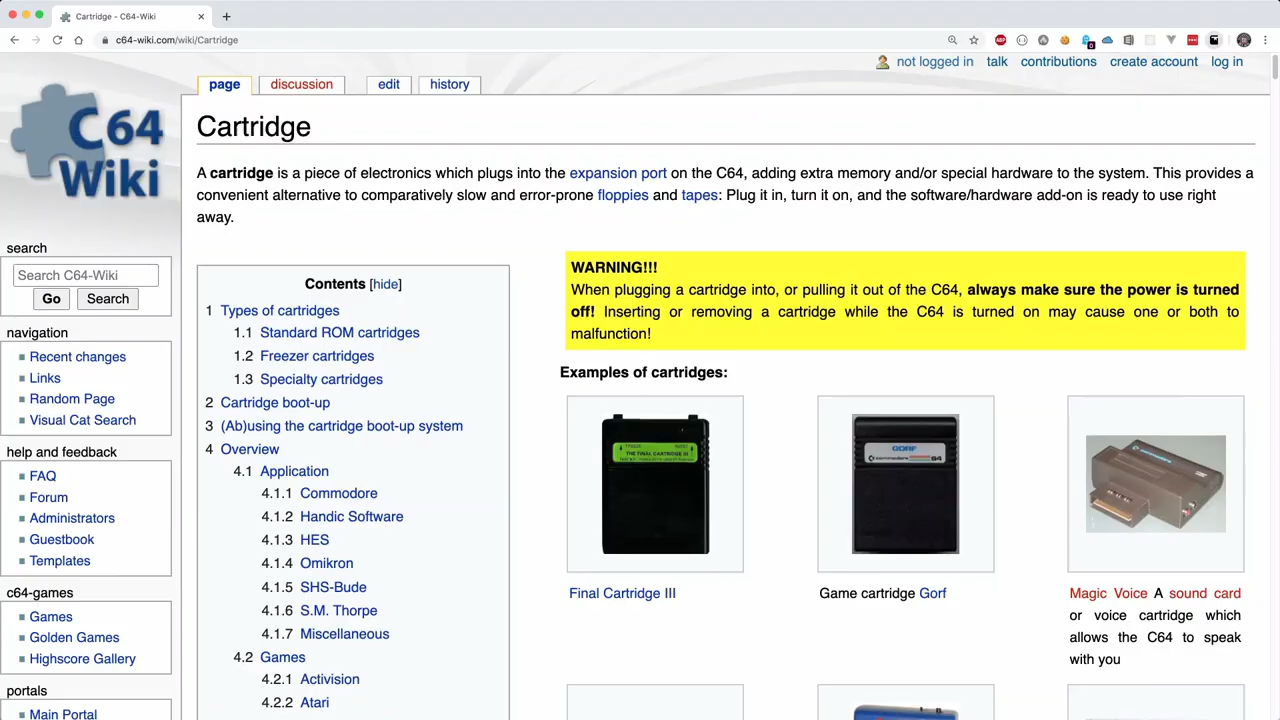 Cartridge - C64-Wiki
c64-wiki.com/wiki/Cartridge
not logged in talk contributions create account log in
page discussion edit history
C64
Wiki
Cartridge
A cartridge is a piece of electronics which plugs into the expansion port on the C64, adding extra memory and/or special hardware to the system. This provides a
convenient alternative to comparatively slow and error-prone floppies and tapes: Plug it in, turn it on, and the software/hardware add-on is ready to use right
away.
search
Search C64-Wiki
Go Search
navigation
Recent changes
Links
Random Page
Visual Cat Search
help and feedback
FAQ
Forum
Administrators
Guestbook
Templates
c64-games
Games
Golden Games
Highscore Gallery
portals
Main Portal
Contents [hide]
1 Types of cartridges
1.1 Standard ROM cartridges
1.2 Freezer cartridges
1.3 Specialty cartridges
2 Cartridge boot-up
3 (Ab)using the cartridge boot-up system
4 Overview
4.1 Application
4.1.1 Commodore
4.1.2 Handic Software
4.1.3 HES
4.1.4 Omikron
4.1.5 SHS-Bude
4.1.6 S.M. Thorpe
4.1.7 Miscellaneous
4.2 Games
4.2.1 Activision
4.2.2 Atari
WARNING!!!
When plugging a cartridge into, or pulling it out of the C64, always make sure the power is turned
off! Inserting or removing a cartridge while the C64 is turned on may cause one or both to
malfunction!
Examples of cartridges:
THE FINAL CARTRIDGE III
GORF
commodore 64
Final Cartridge III
Game cartridge Gorf
Magic Voice A sound card
or voice cartridge which
allows the C64 to speak
with you